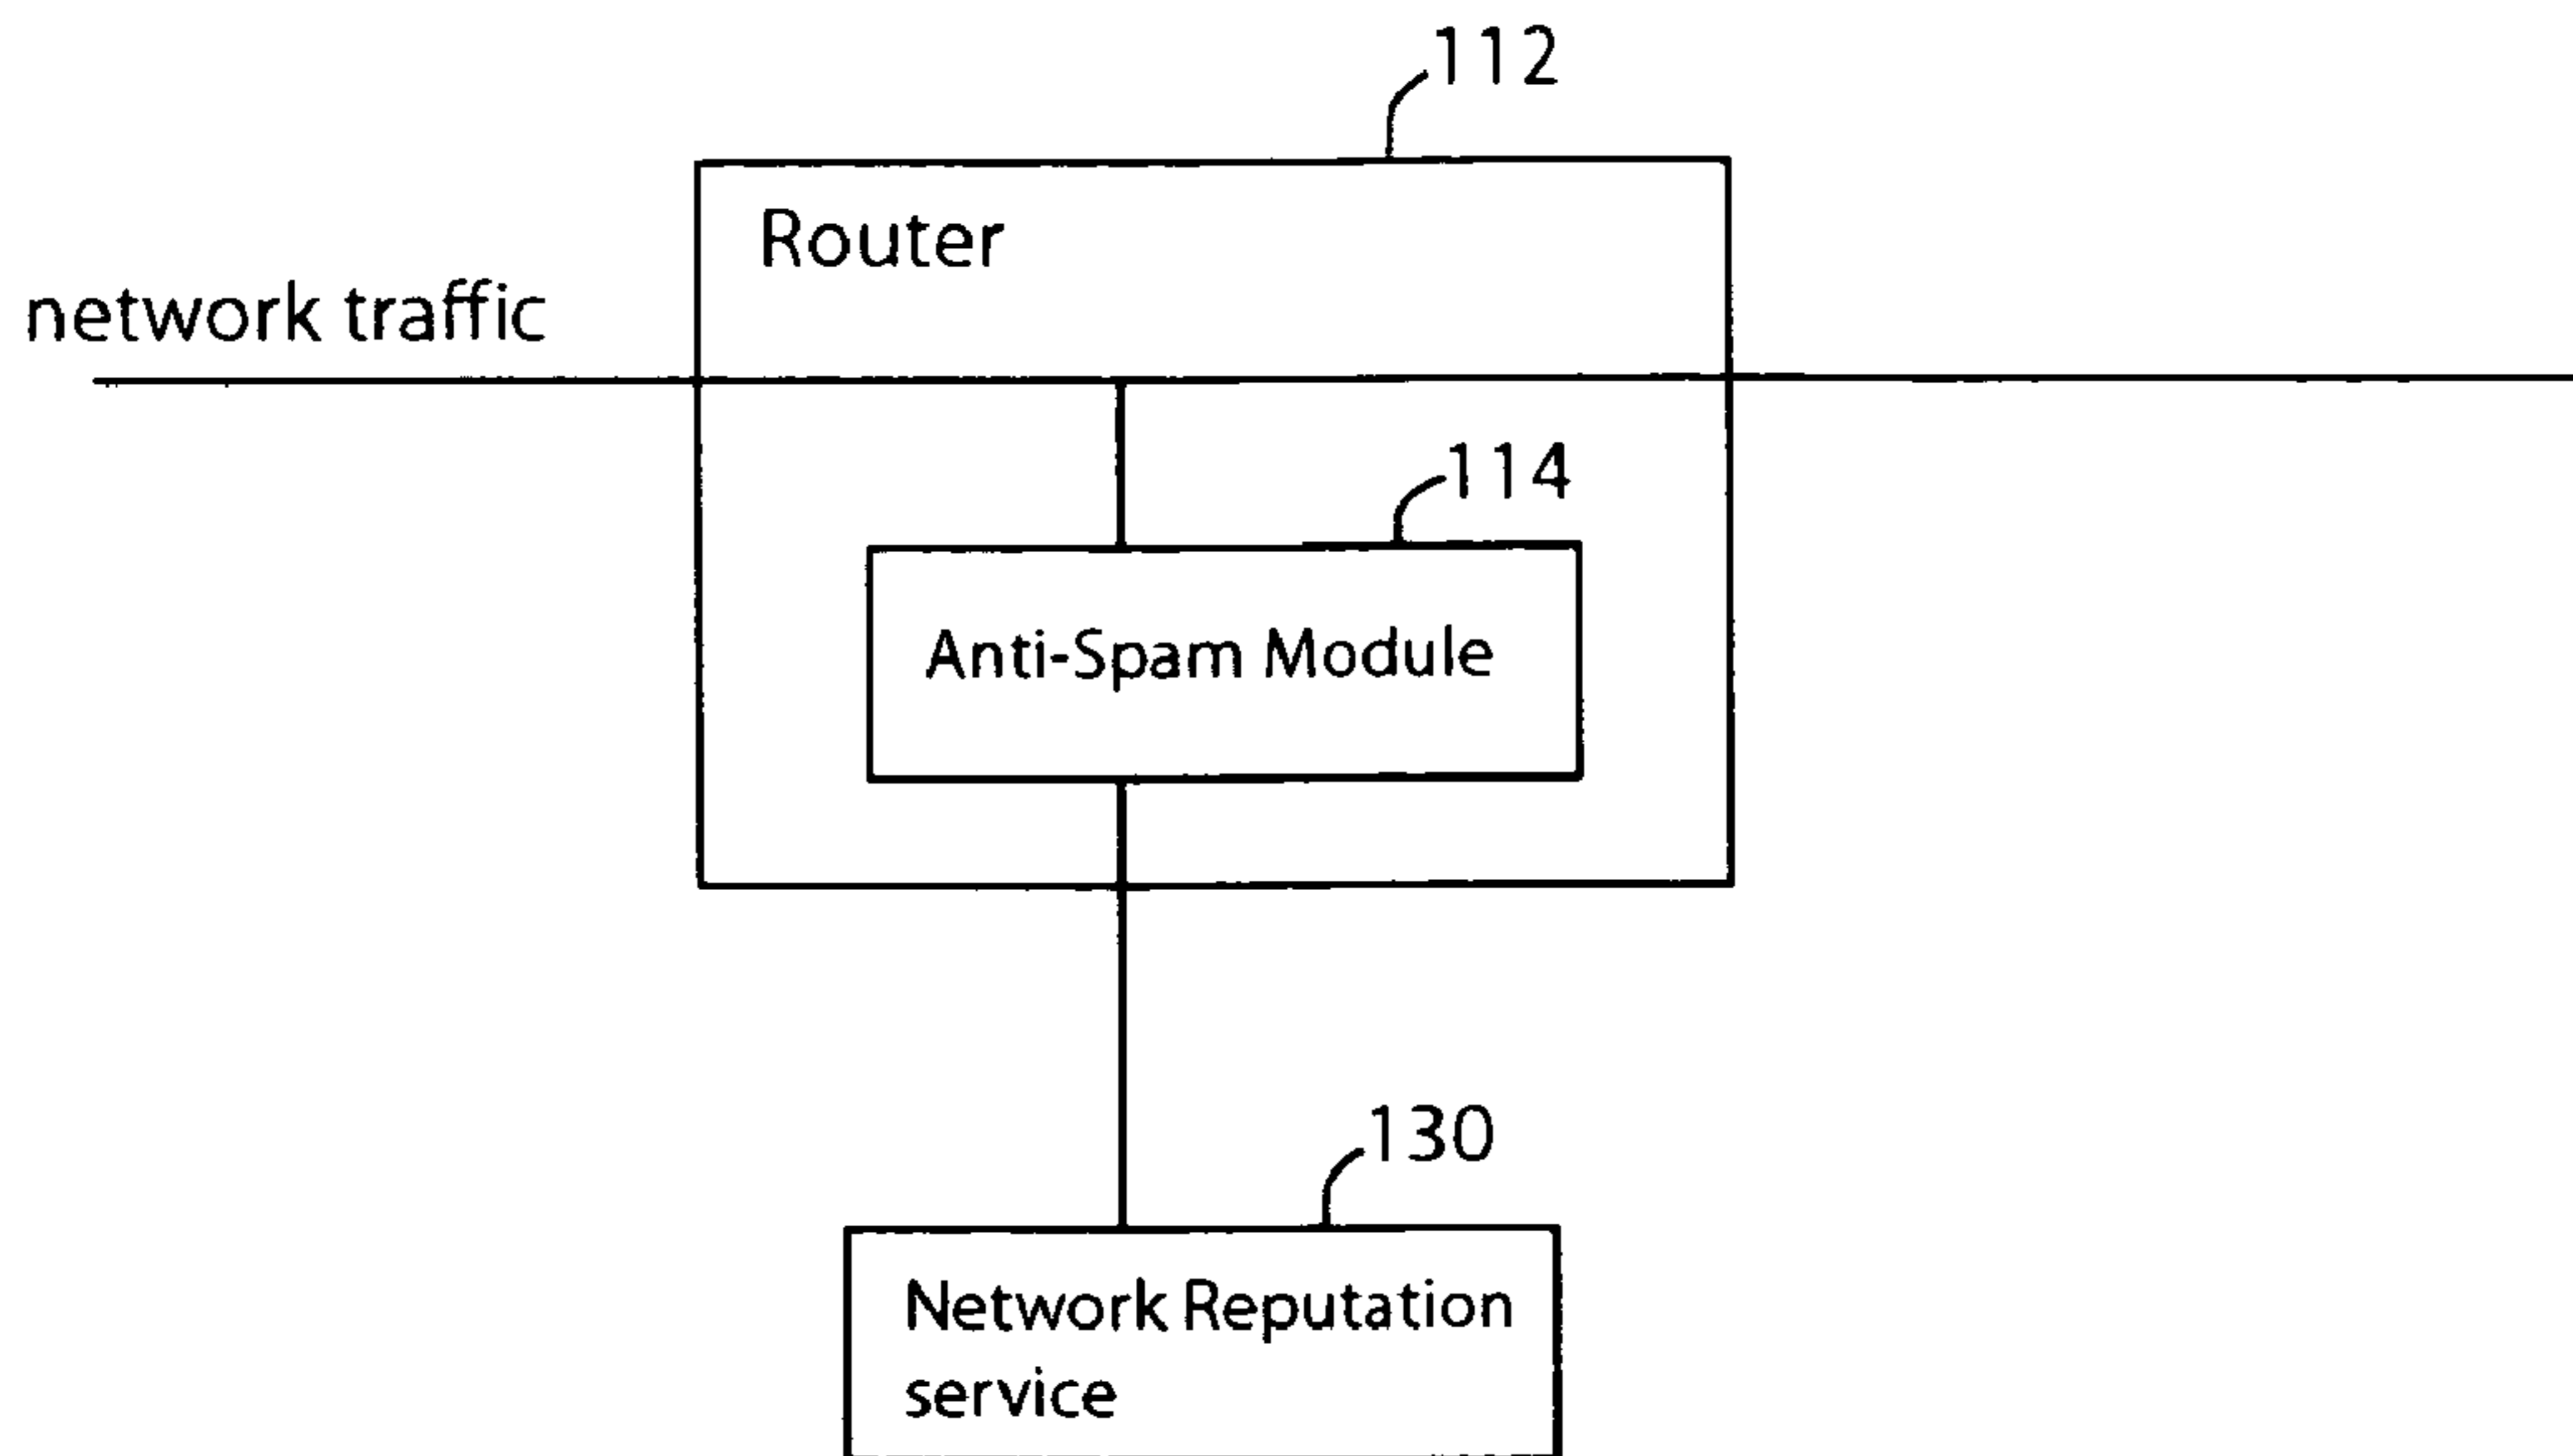 112
Router
network traffic
114
Anti-Spam Module
130
Network Reputation
service